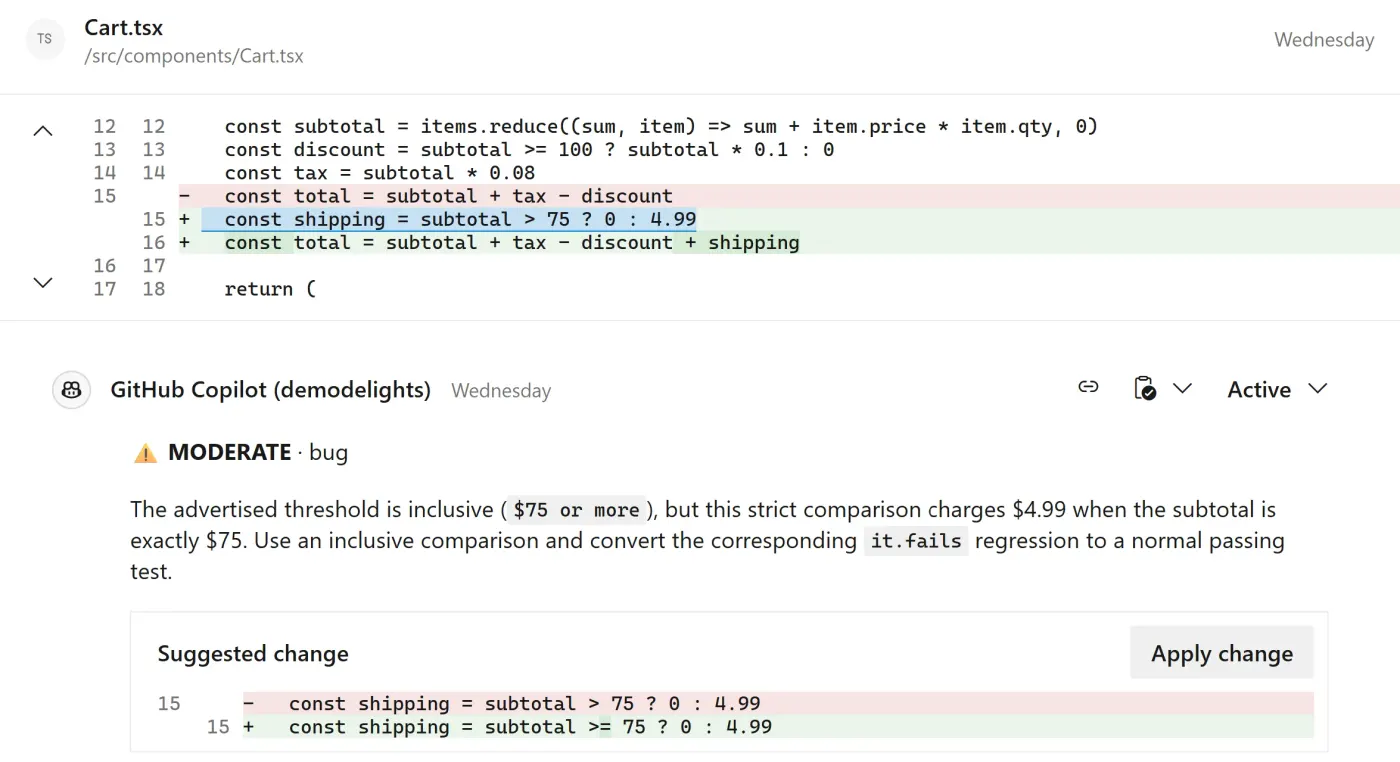 TS
Cart.tsx
/src/components/Cart.tsx
Wednesday
12 12 const subtotal = items.reduce((sum, item) => sum + item.price * item.qty, 0)
13 13 const discount = subtotal >= 100 ? subtotal * 0.1 : 0
14 14 const tax = subtotal * 0.08
15 - const total = subtotal + tax - discount
15 + const shipping = subtotal > 75 ? 0 : 4.99
16 + const total = subtotal + tax - discount + shipping
16 17
17 18 return (
GitHub Copilot (demodelights) Wednesday
Active
⚠️ MODERATE · bug
The advertised threshold is inclusive ( $75 or more ), but this strict comparison charges $4.99 when the subtotal is
exactly $75. Use an inclusive comparison and convert the corresponding it.fails regression to a normal passing
test.
Suggested change
Apply change
15 - const shipping = subtotal > 75 ? 0 : 4.99
15 + const shipping = subtotal >= 75 ? 0 : 4.99